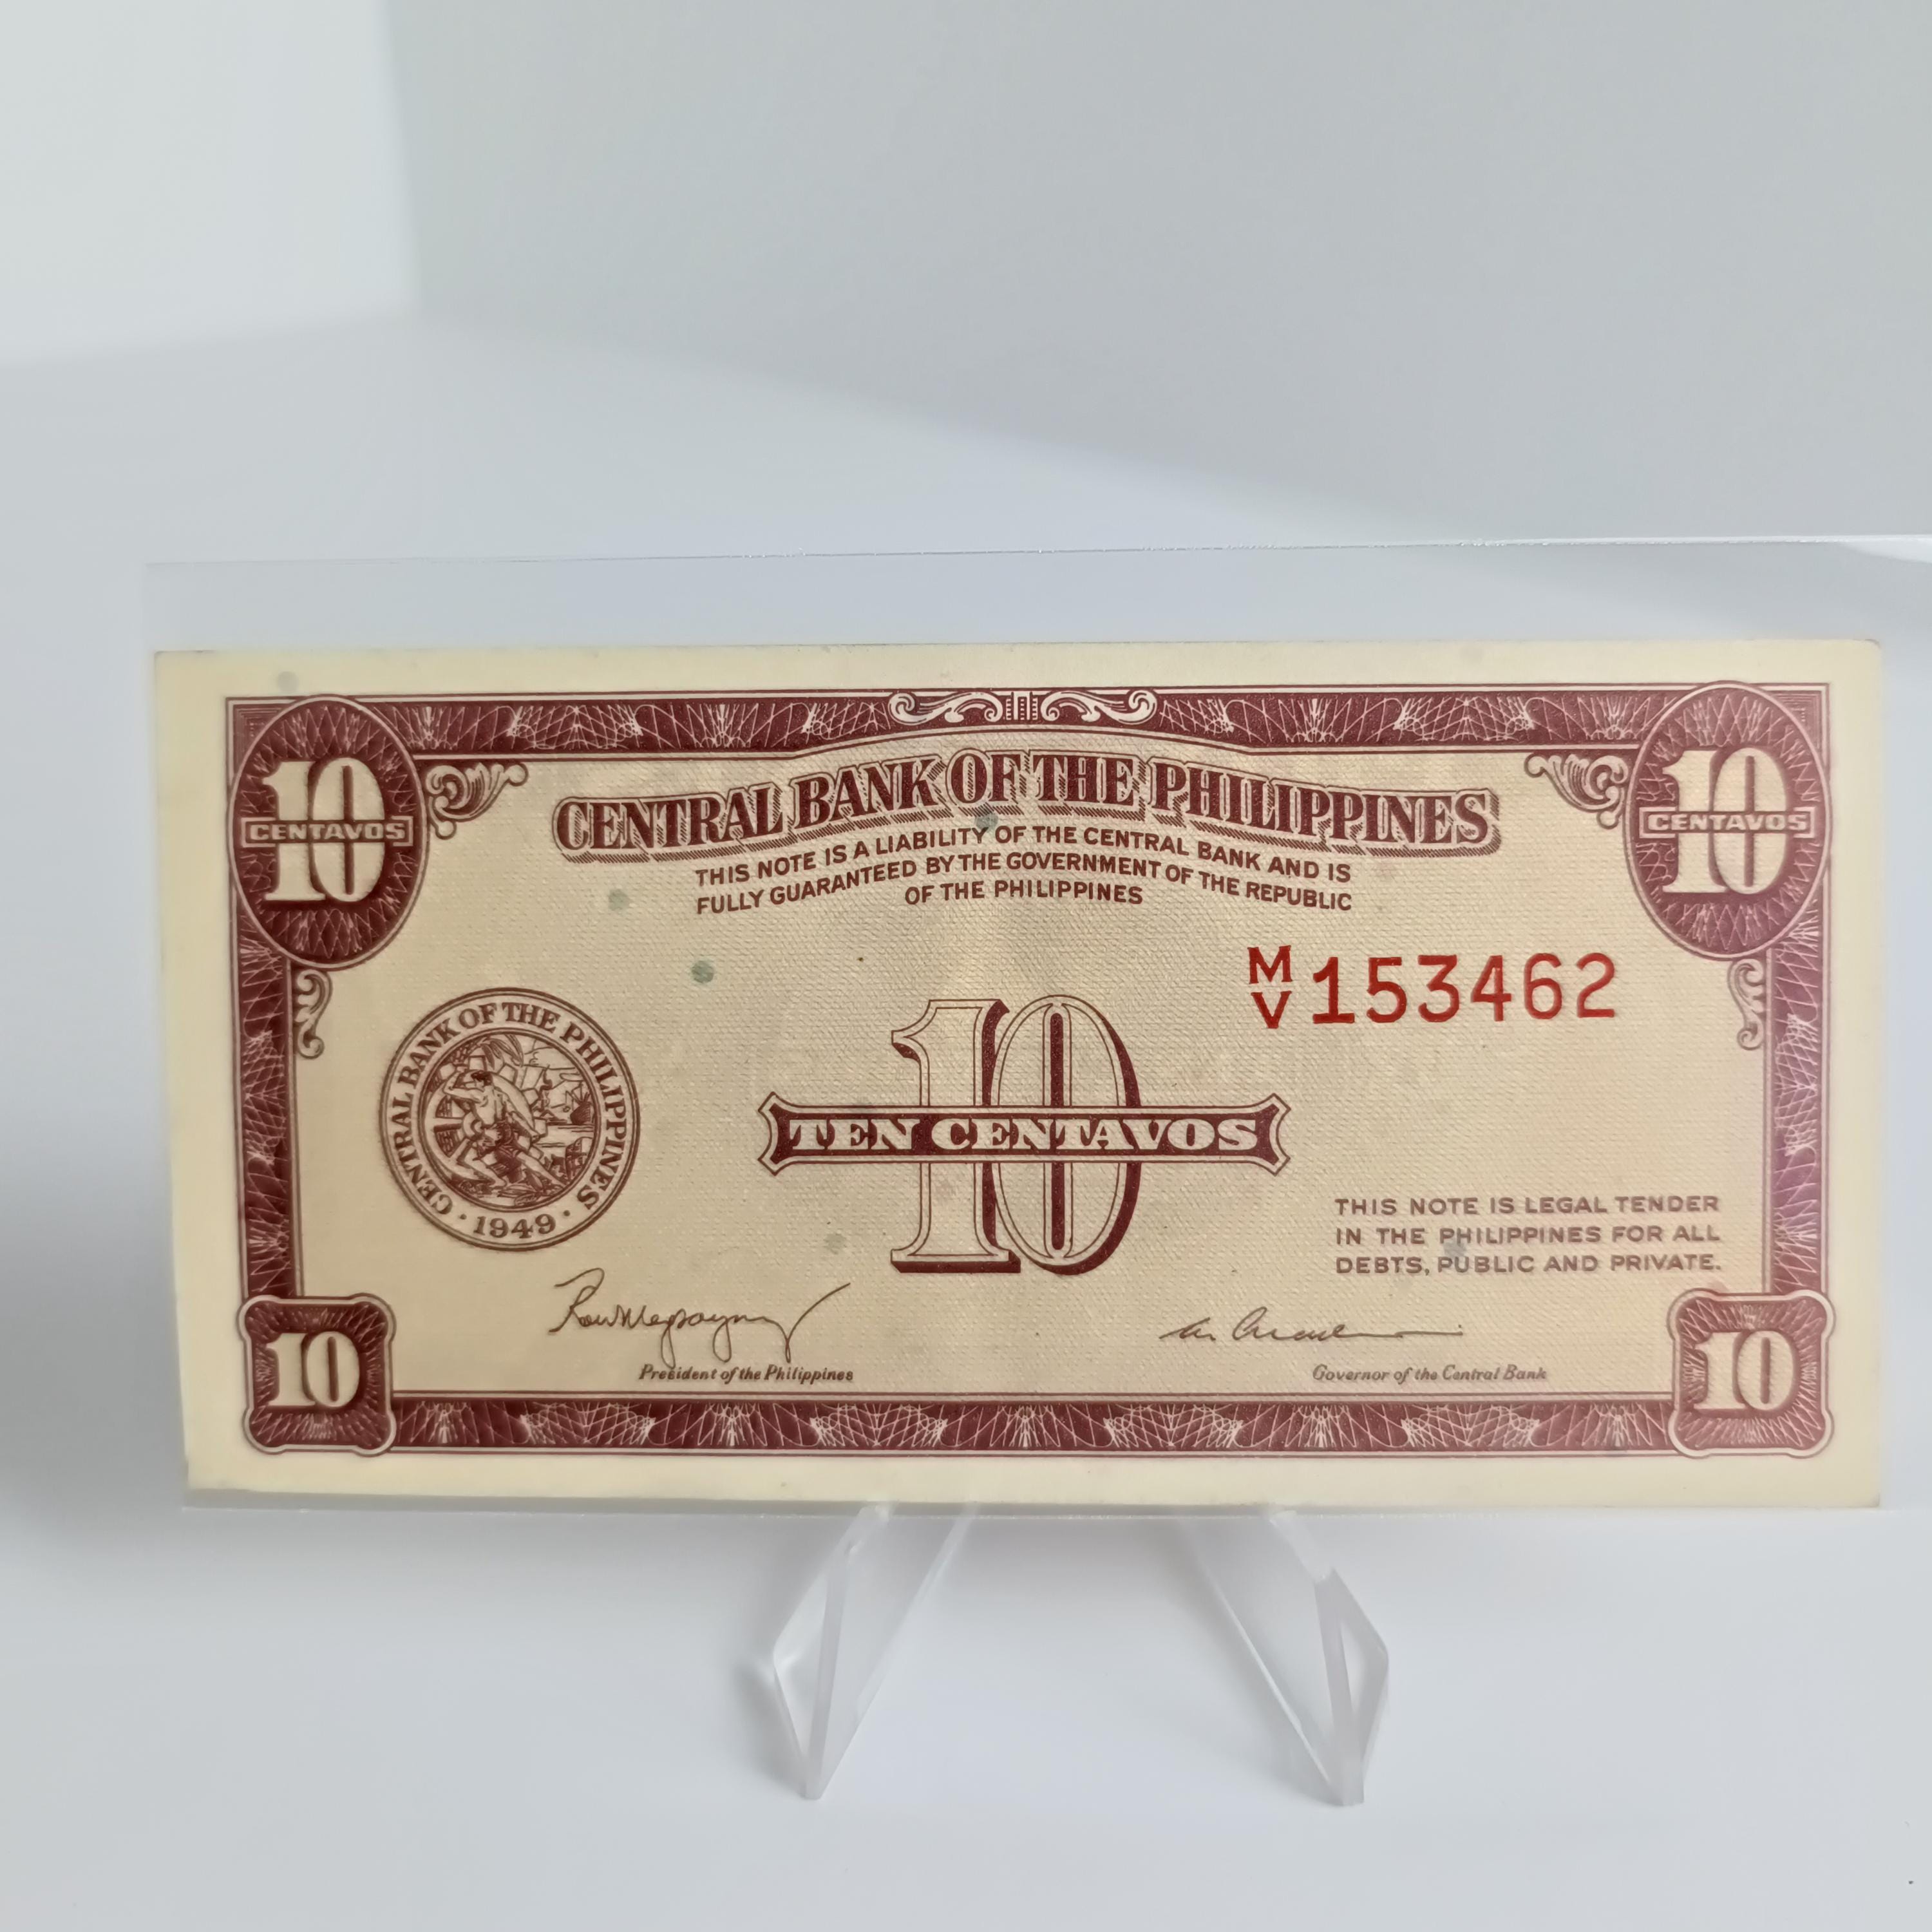 10
CENTAVOS
10
CENTAVOS
CENTRAL BANK OF THE PHILIPPINES
THIS NOTE IS A LIABILITY OF THE CENTRAL BANK AND IS
FULLY GUARANTEED BY THE GOVERNMENT OF THE REPUBLIC
OF THE PHILIPPINES
M/V 153462
CENTRAL BANK OF THE PHILIPPINES
· 1949 ·
10
TEN CENTAVOS
THIS NOTE IS LEGAL TENDER
IN THE PHILIPPINES FOR ALL
DEBTS, PUBLIC AND PRIVATE.
President of the Philippines
Governor of the Central Bank
10
10